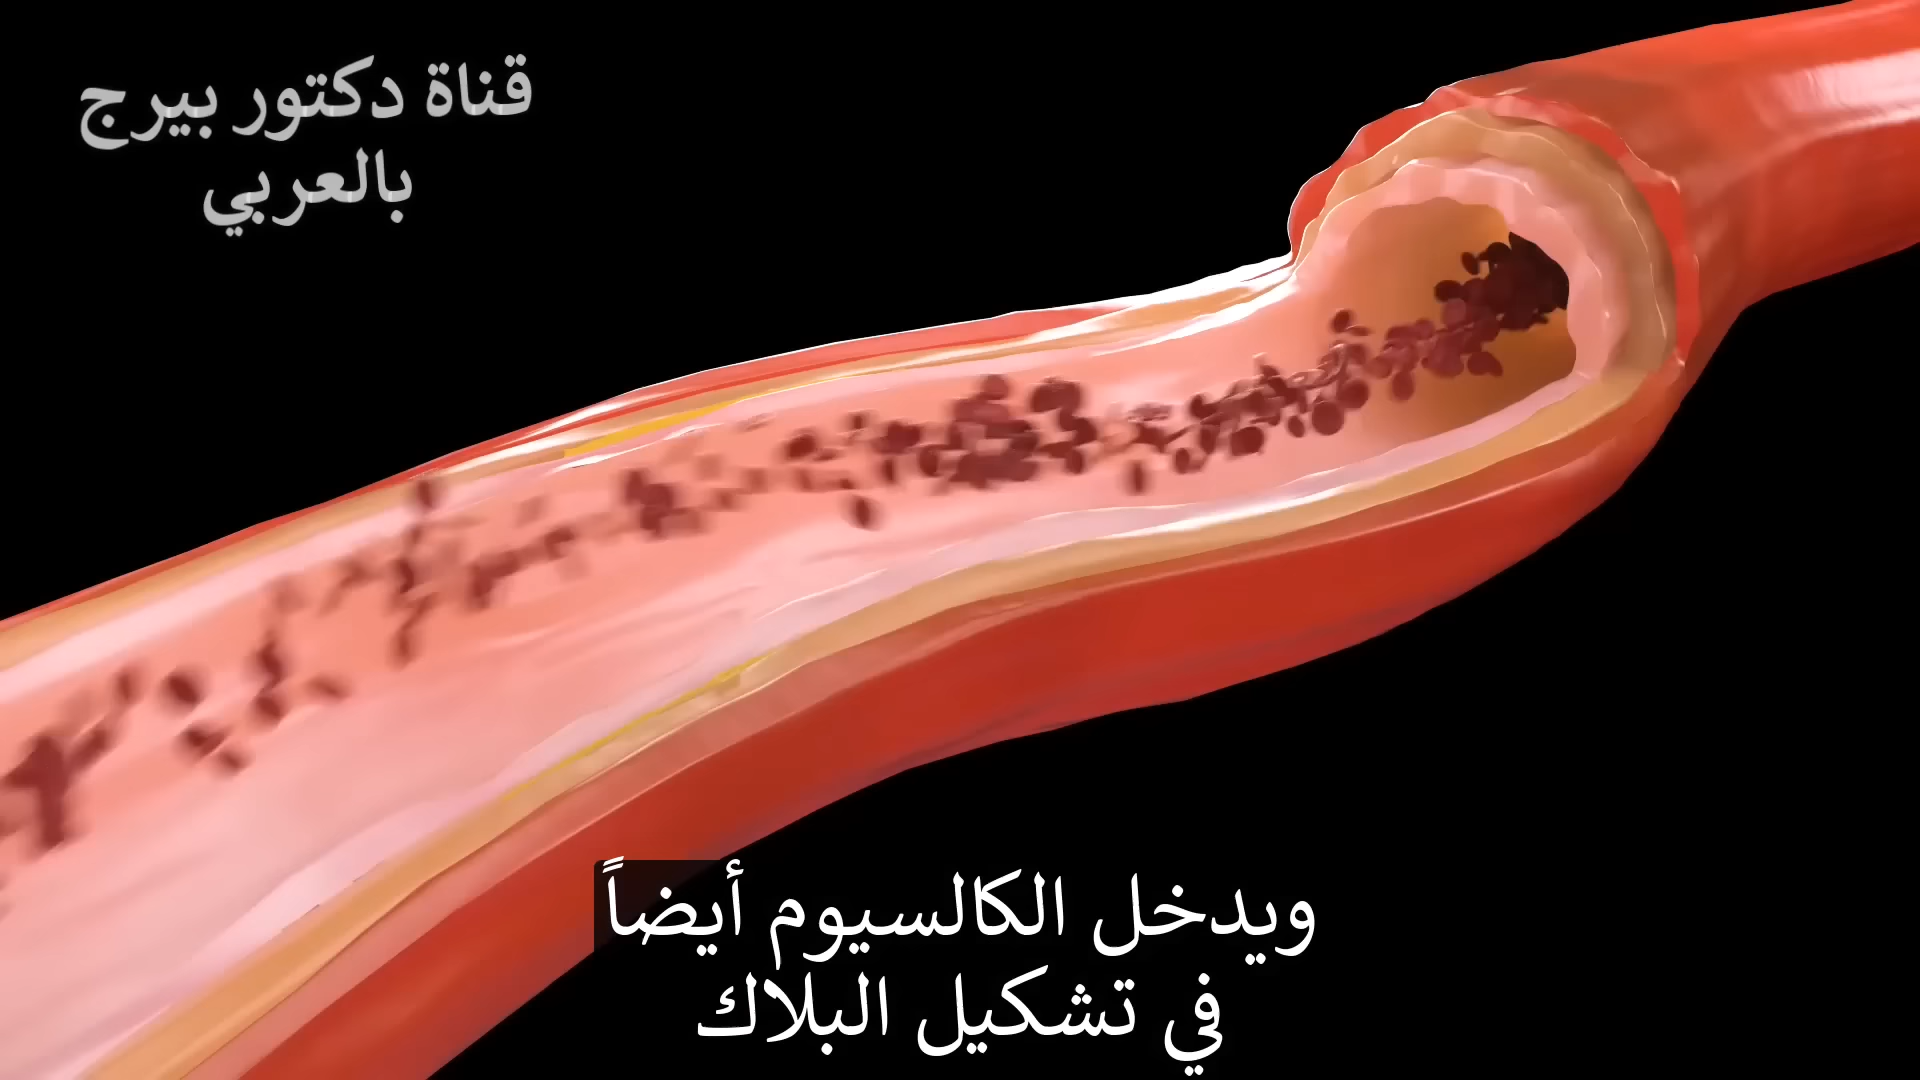 قناة دكتور بيرج
بالعربي
ويدخل الكالسيوم أيضاً
في تشكيل البلاك